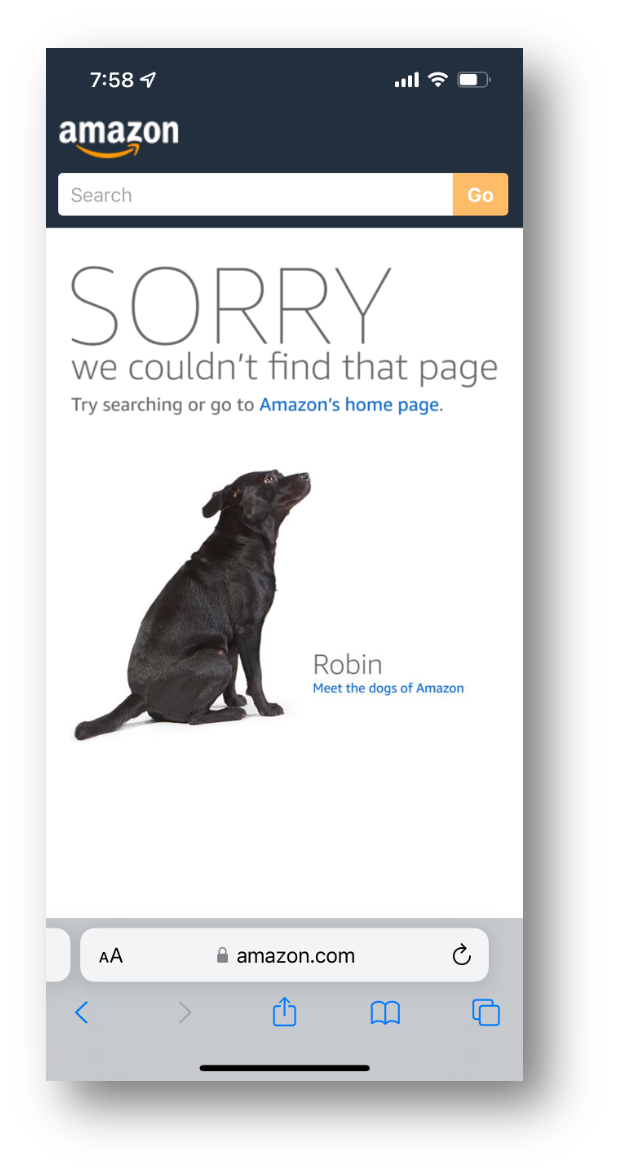 7:58
amazon
Search
Go
SORRY
we couldn't find that page
Try searching or go to Amazon's home page.
Robin
Meet the dogs of Amazon
AA
amazon.com